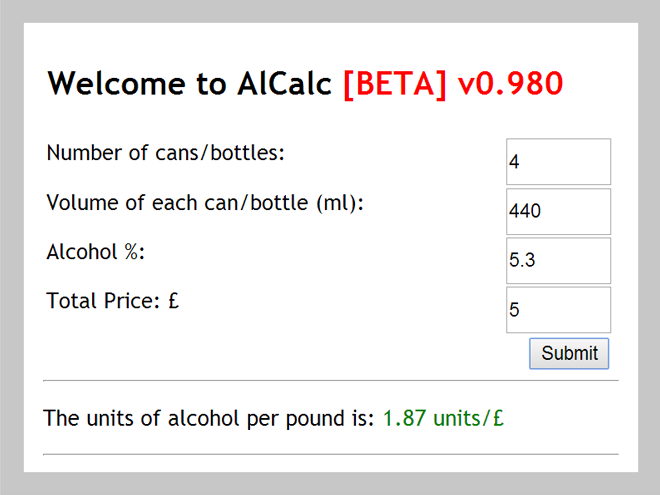 Welcome to AlCalc [BETA] v0.980
Number of cans/bottles: 4
Volume of each can/bottle (ml): 440
Alcohol %: 5.3
Total Price: £ 5
Submit
The units of alcohol per pound is: 1.87 units/£